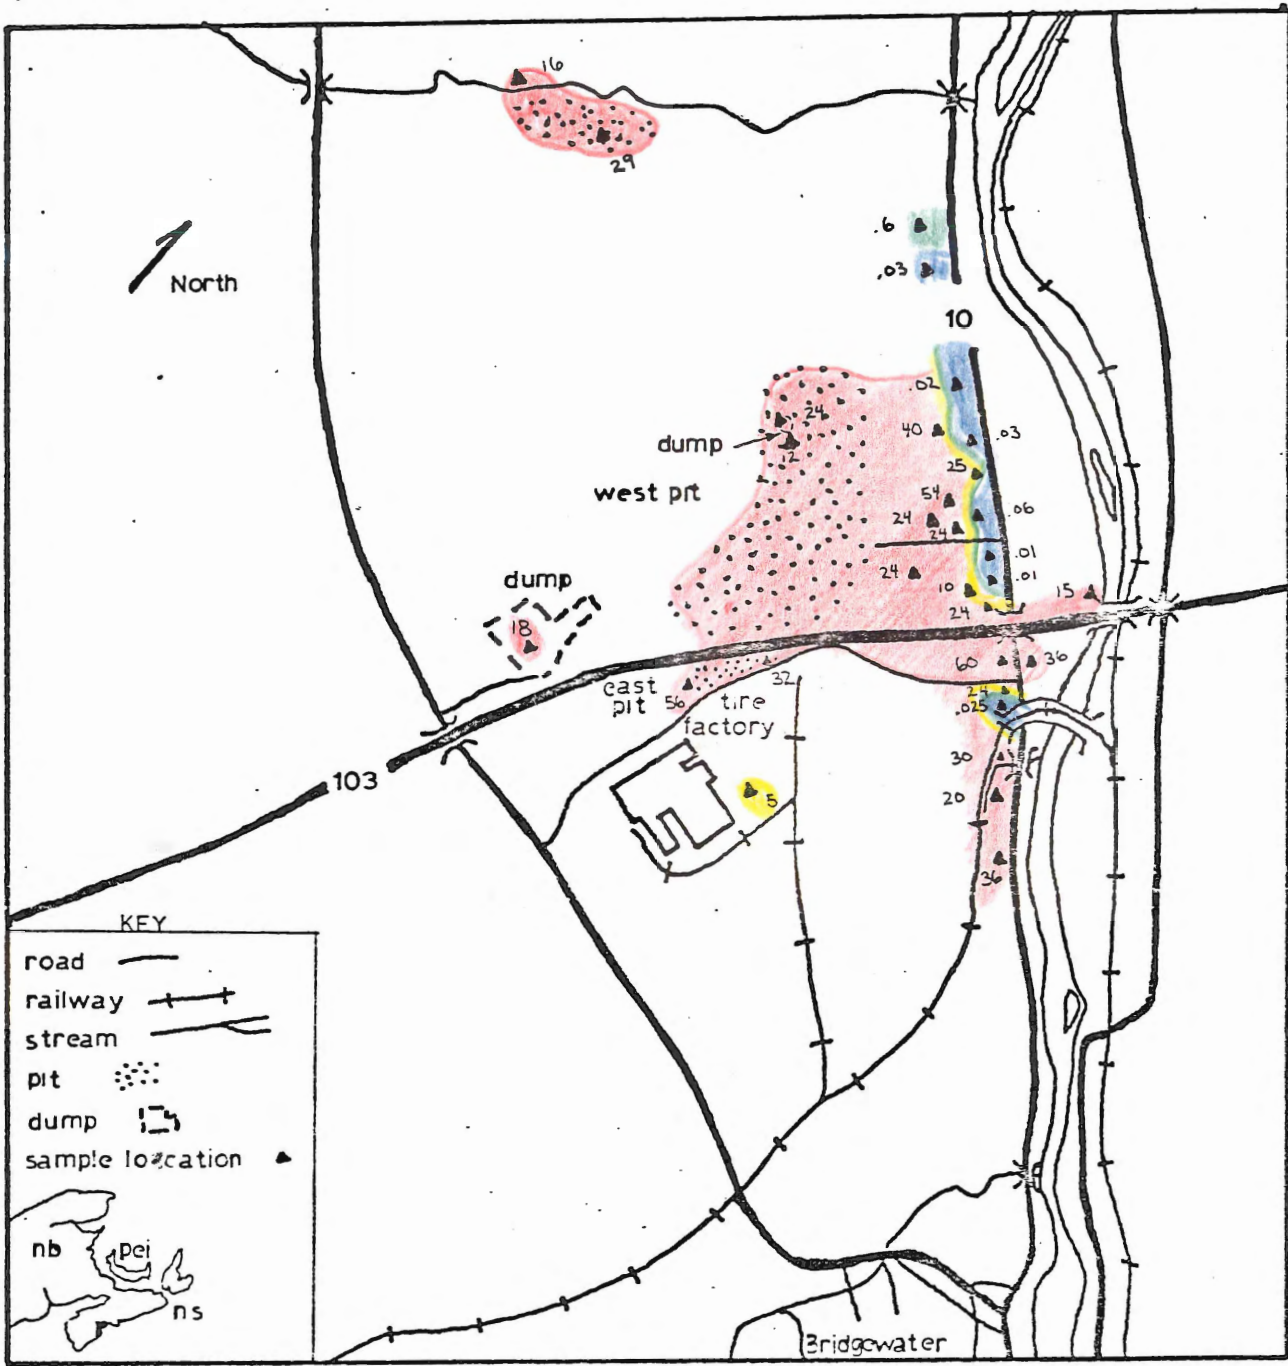 16
29
North
.6
.03
10
.02
24
dump
40
.03
12
west pit
25
54
.06
24
24
.01
dump
24
.01
10
15
24
18
60
36
32
east
pit
56
tire
factory
24
.025
30
103
5
20
36
KEY
road
railway
stream
pit
dump
sample location
nb
pei
ns
Bridgewater